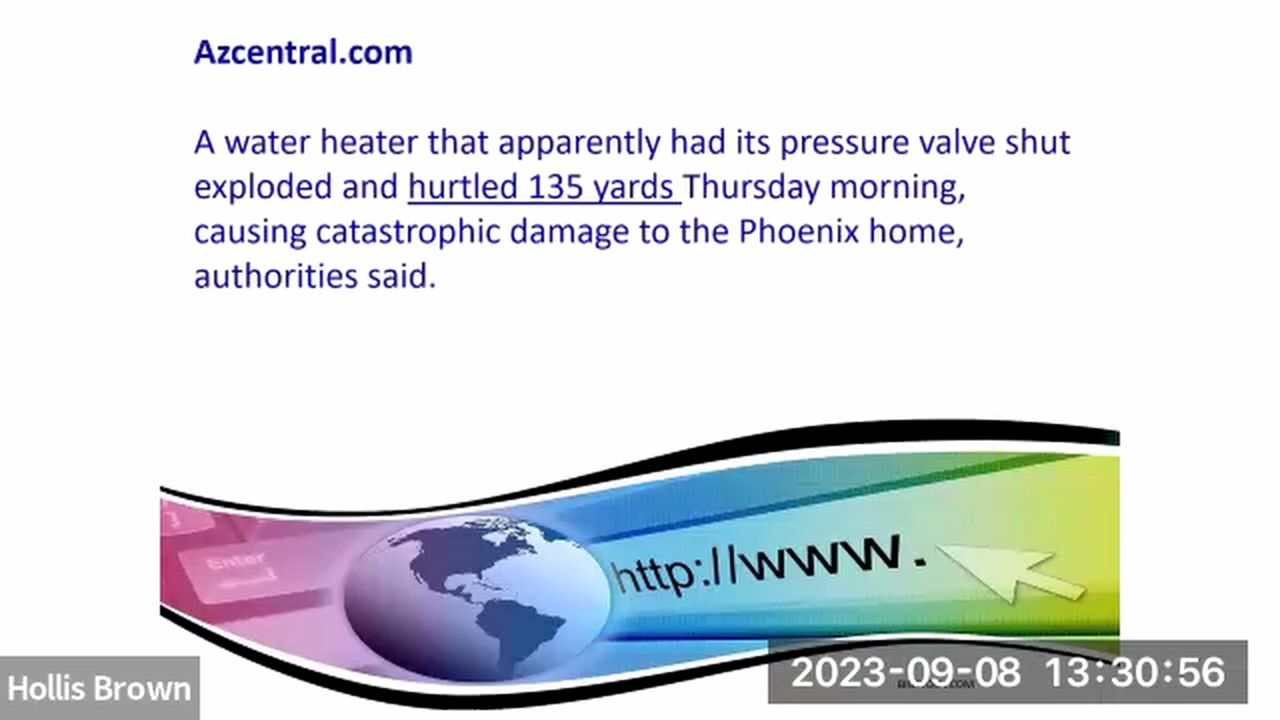 Azcentral.com
A water heater that apparently had its pressure valve shut
exploded and hurtled 135 yards Thursday morning,
causing catastrophic damage to the Phoenix home,
authorities said.
Enter
http://www.
2023-09-08 13:30:56
Hollis Brown